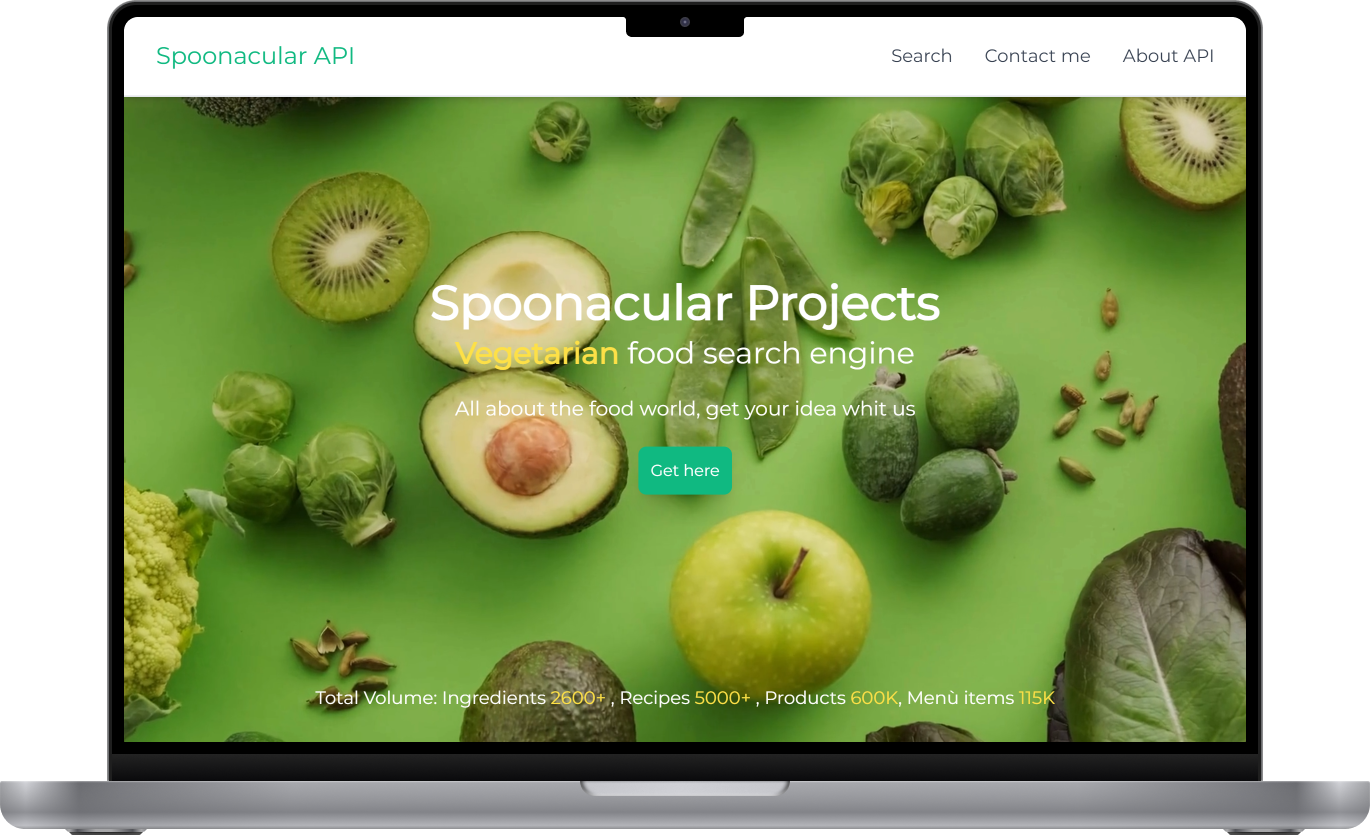 Spoonacular API
Search
Contact me
About API
Spoonacular Projects
Vegetarian food search engine
All about the food world, get your idea whit us
Get here
Total Volume: Ingredients 2600+ , Recipes 5000+ , Products 600K, Menù items 115K